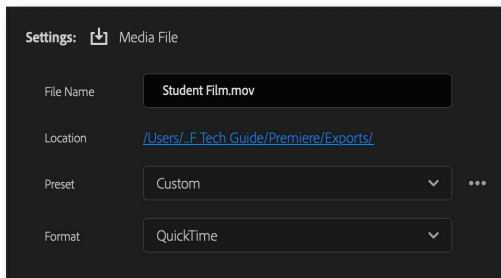 Settings: Media File
File Name Student Film.mov
Location /Users/...F Tech Guide/Premiere/Exports/
Preset Custom
Format QuickTime